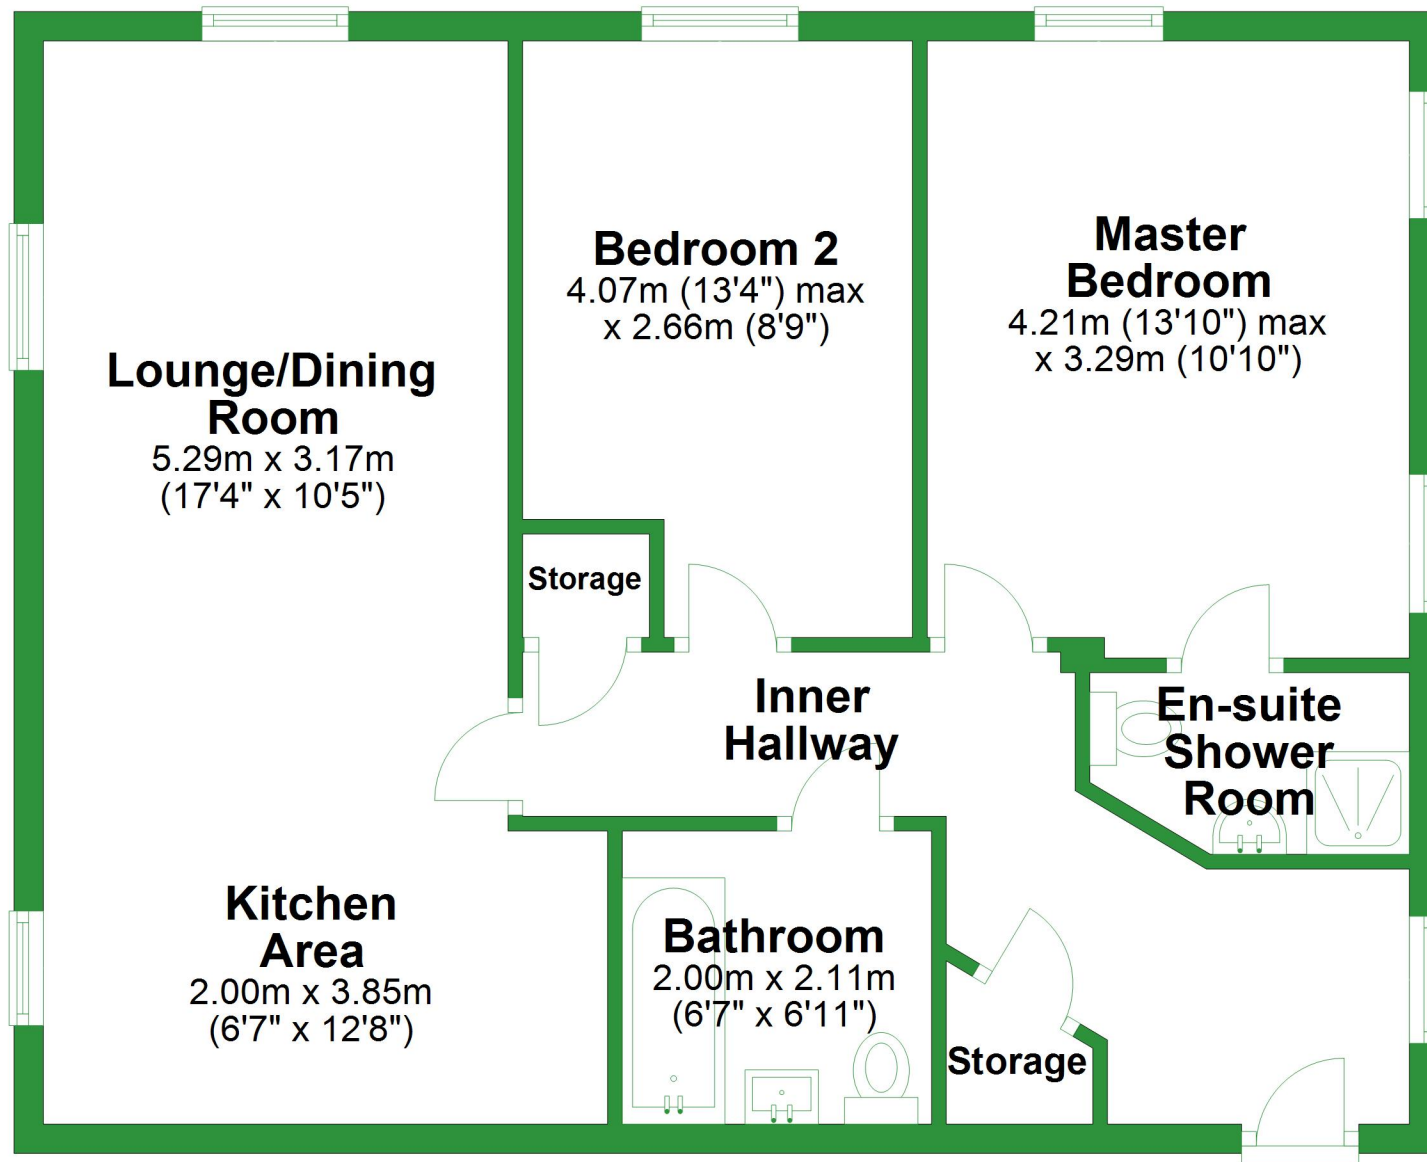 Lounge/Dining
Room
5.29m x 3.17m
(17'4" x 10'5")
Bedroom 2
4.07m (13'4") max
x 2.66m (8'9")
Master
Bedroom
4.21m (13'10") max
x 3.29m (10'10")
Storage
Inner
Hallway
En-suite
Shower
Room
Kitchen
Area
2.00m x 3.85m
(6'7" x 12'8")
Bathroom
2.00m x 2.11m
(6'7" x 6'11")
Storage